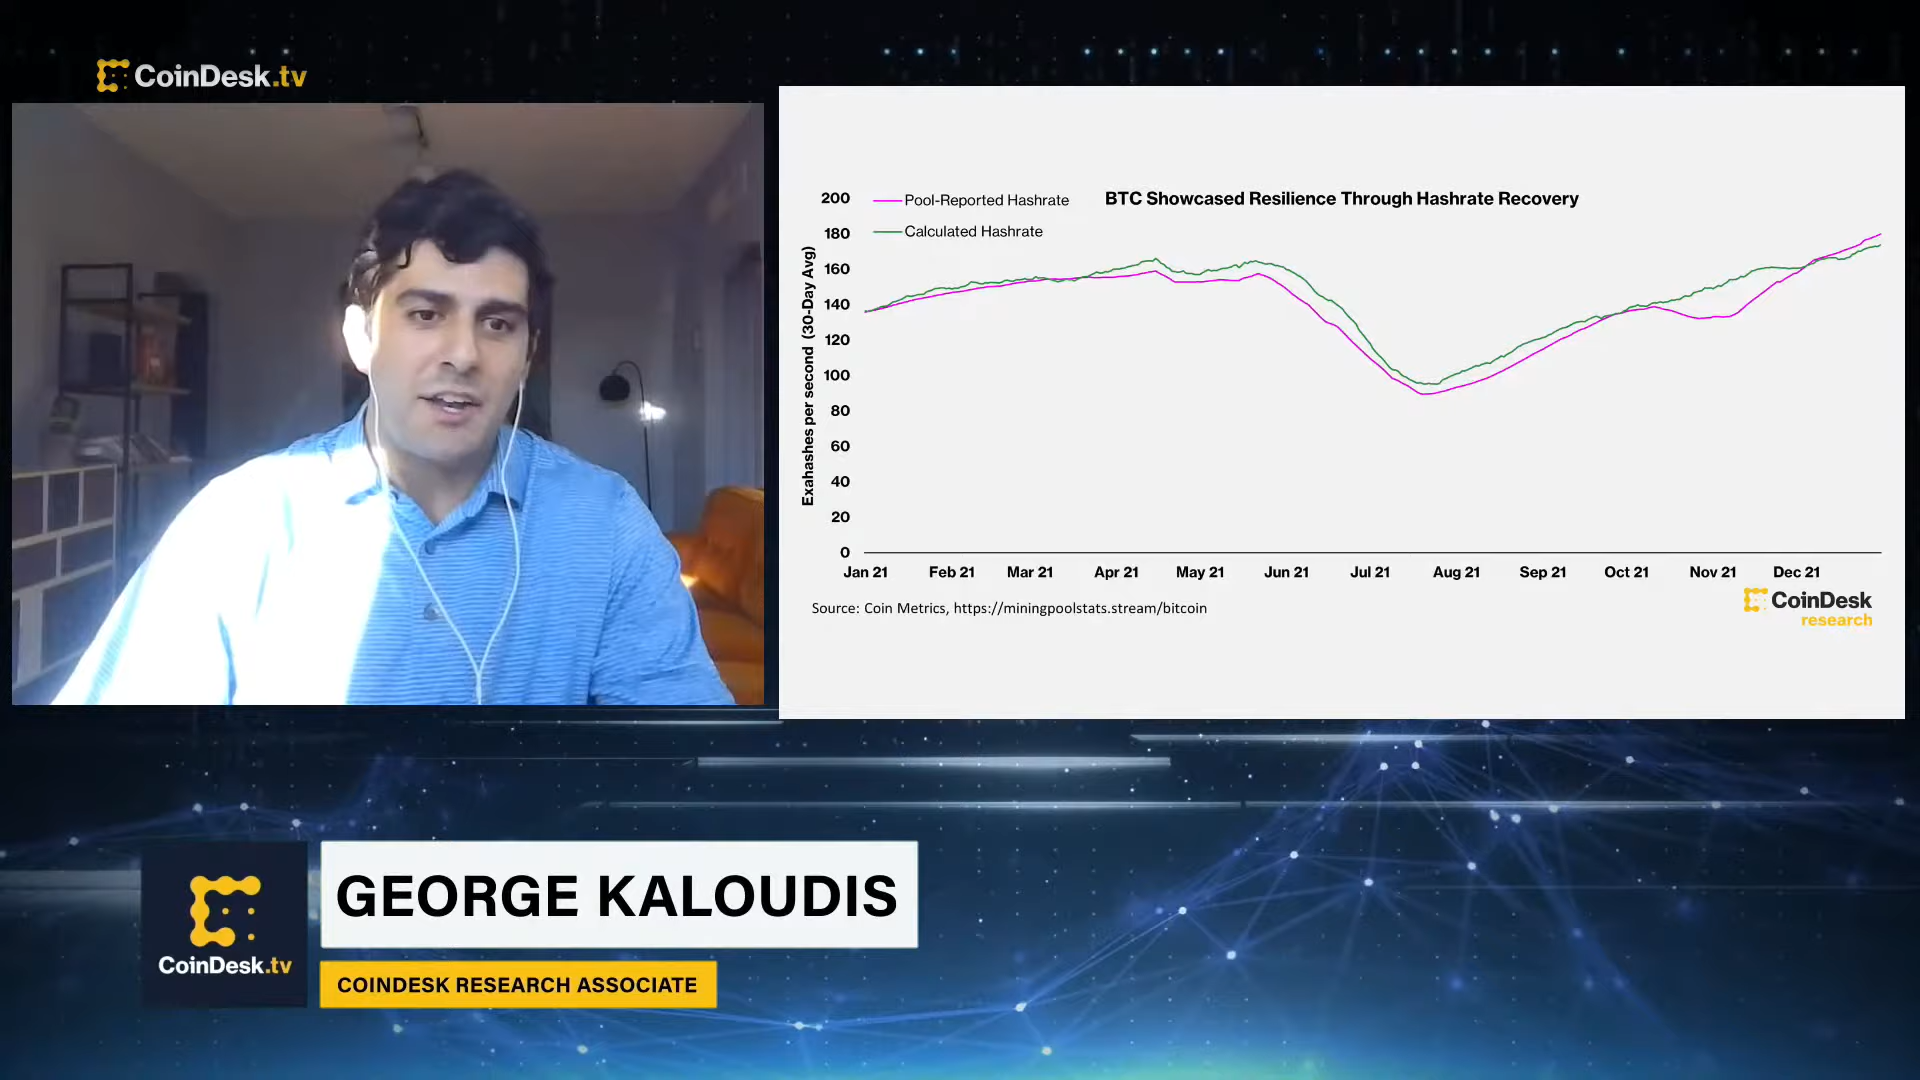 CoinDesk.tv
200
Pool-Reported Hashrate
BTC Showcased Resilience Through Hashrate Recovery
180
Calculated Hashrate
160
140
120
100
80
60
40
20
0
Exahashes per second (30-Day Avg)
Jan 21 Feb 21 Mar 21 Apr 21 May 21 Jun 21 Jul 21 Aug 21 Sep 21 Oct 21 Nov 21 Dec 21
Source: Coin Metrics, https://miningpoolstats.stream/bitcoin
CoinDesk
research
GEORGE KALOUDIS
CoinDesk.tv
COINDESK RESEARCH ASSOCIATE